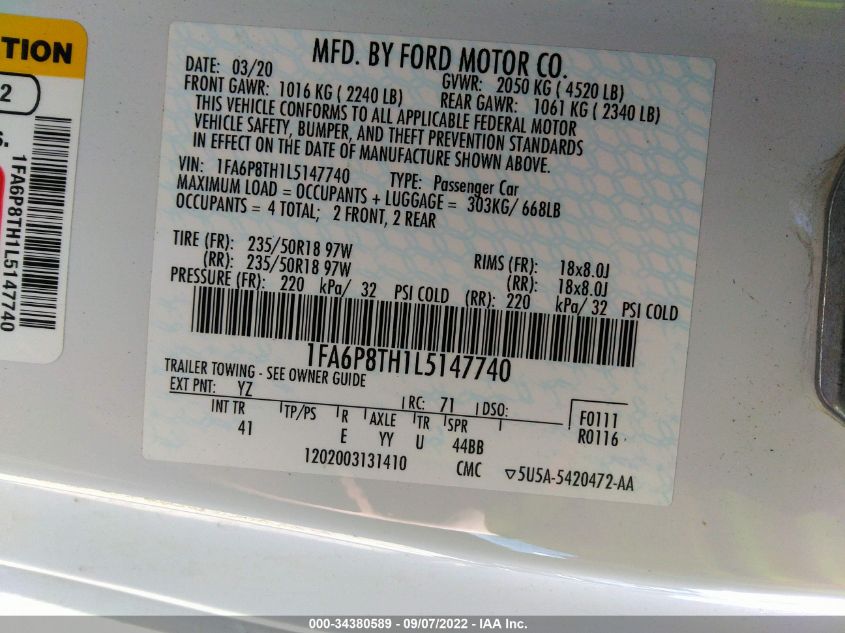 TION
2
S.
1FA6P8TH1L5147740
MFD. BY FORD MOTOR CO.
DATE: 03/20
GVWR: 2050 KG ( 4520 LB)
FRONT GAWR: 1016 KG ( 2240 LB)
REAR GAWR: 1061 KG ( 2340 LB)
THIS VEHICLE CONFORMS TO ALL APPLICABLE FEDERAL MOTOR
VEHICLE SAFETY, BUMPER, AND THEFT PREVENTION STANDARDS
IN EFFECT ON THE DATE OF MANUFACTURE SHOWN ABOVE.
VIN: 1FA6P8TH1L5147740 TYPE: Passenger Car
MAXIMUM LOAD = OCCUPANTS + LUGGAGE = 303KG/ 668LB
OCCUPANTS = 4 TOTAL; 2 FRONT, 2 REAR
TIRE (FR): 235/50R18 97W RIMS (FR): 18x8.0J
(RR): 235/50R18 97W (RR): 18x8.0J
PRESSURE (FR): 220 kPa/ 32 PSI COLD (RR): 220 kPa/ 32 PSI COLD
1FA6P8TH1L5147740
TRAILER TOWING - SEE OWNER GUIDE
EXT PNT: YZ RC: 71 DSO: F0111
INT TR TP/PS R AXLE TR SPR R0116
41 E YY U 44BB
1202003131410 CMC ▽5U5A-5420472-AA
000-34380589 - 09/07/2022 - IAA Inc.